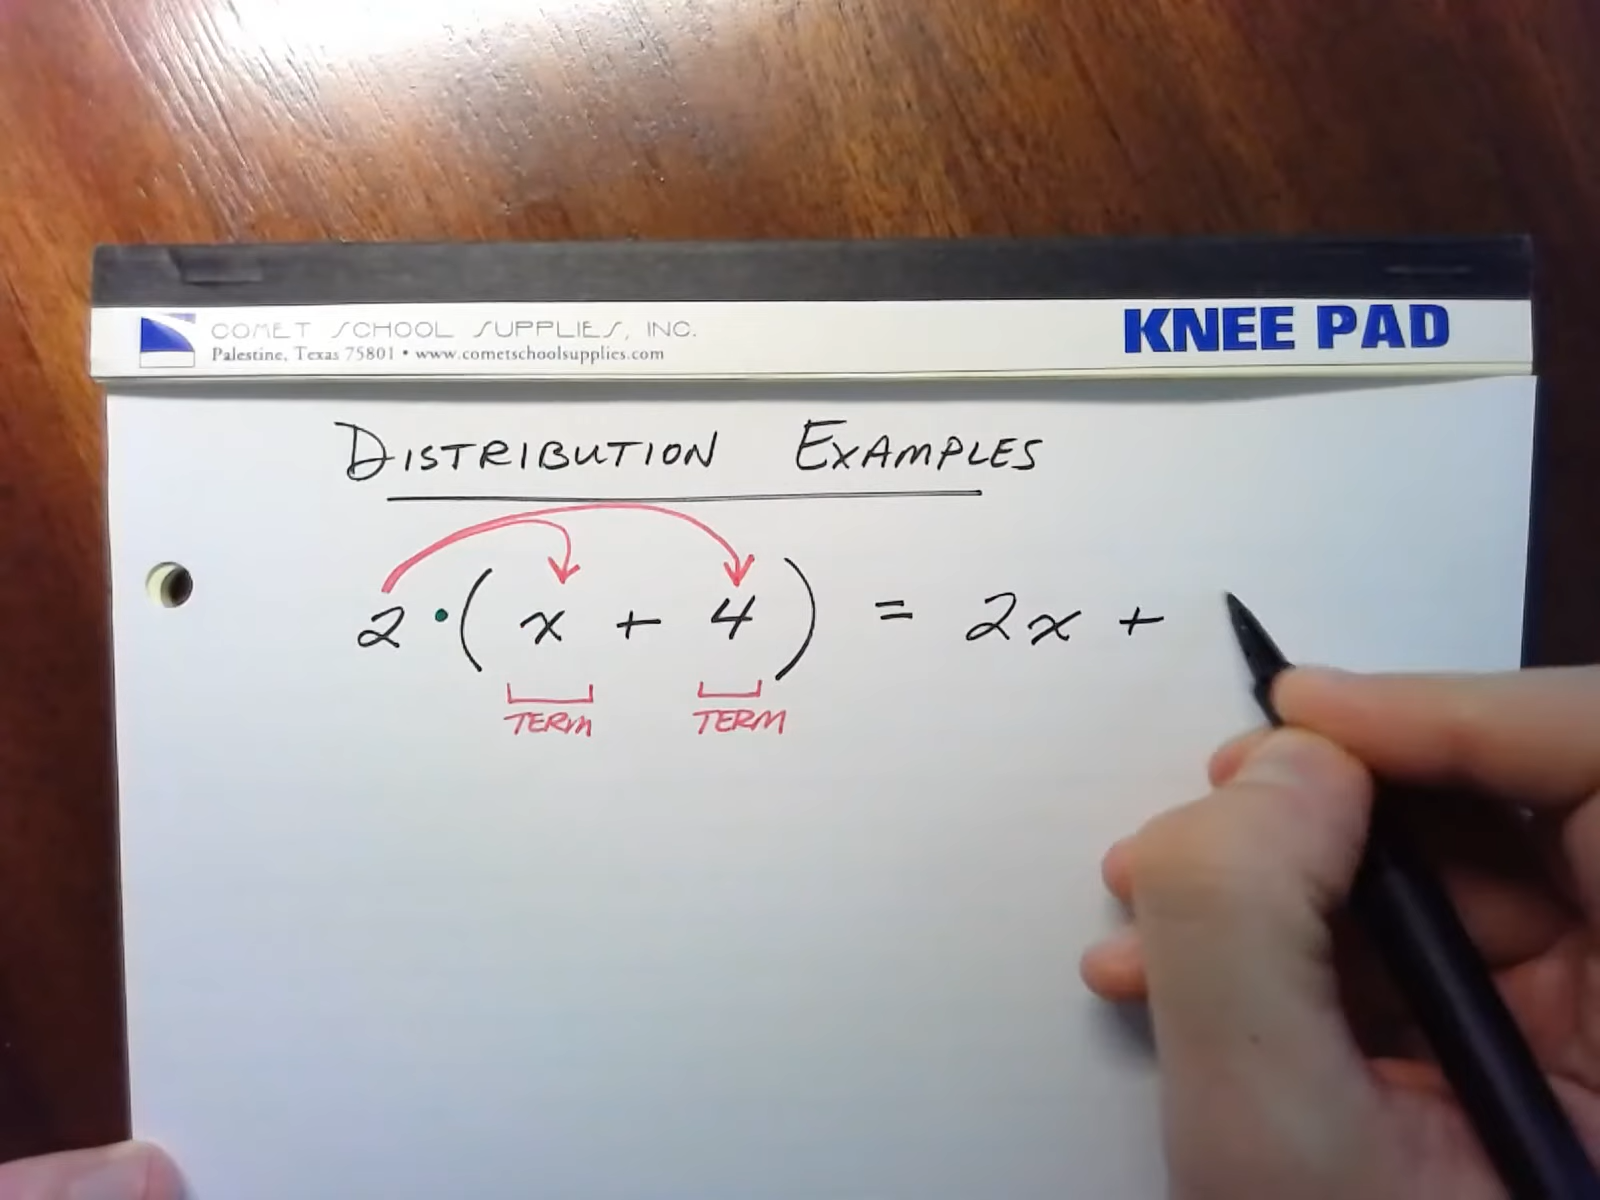 COMET SCHOOL SUPPLIES, INC.
Palestine, Texas 75801 • www.cometschoolsupplies.com
KNEE PAD
DISTRIBUTION EXAMPLES
2 • ( x + 4 ) = 2x +
TERM TERM